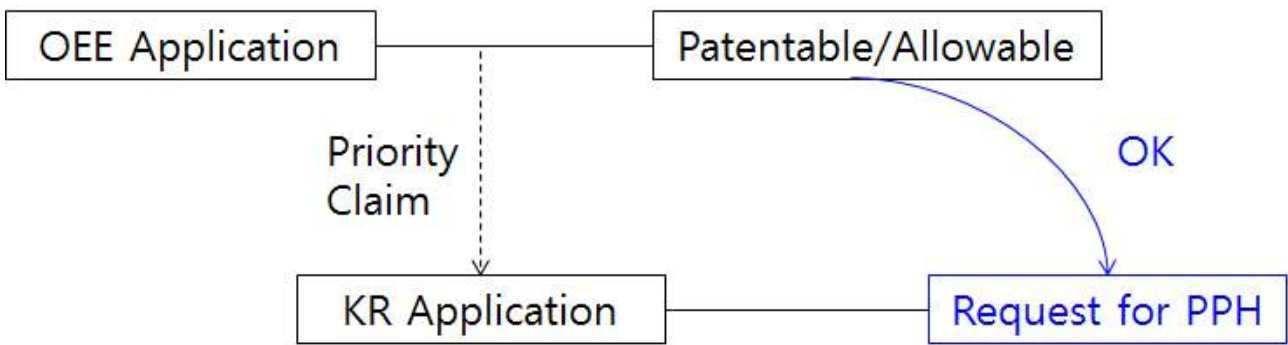 OEE Application
Patentable/Allowable
Priority
Claim
OK
KR Application
Request for PPH